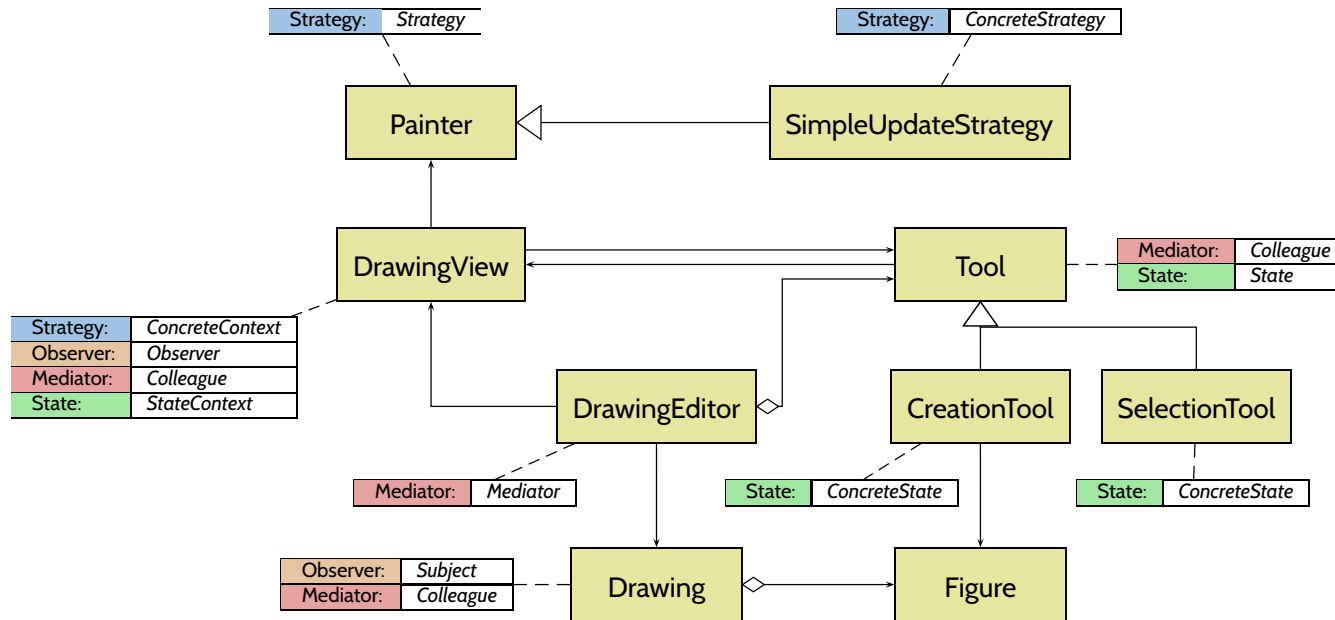 Strategy: Strategy
Strategy: ConcreteStrategy
Painter
SimpleUpdateStrategy
DrawingView
Tool
Mediator: Colleague
State: State
Strategy: ConcreteContext
Observer: Observer
Mediator: Colleague
State: StateContext
DrawingEditor
CreationTool
SelectionTool
Mediator: Mediator
State: ConcreteState
State: ConcreteState
Observer: Subject
Mediator: Colleague
Drawing
Figure